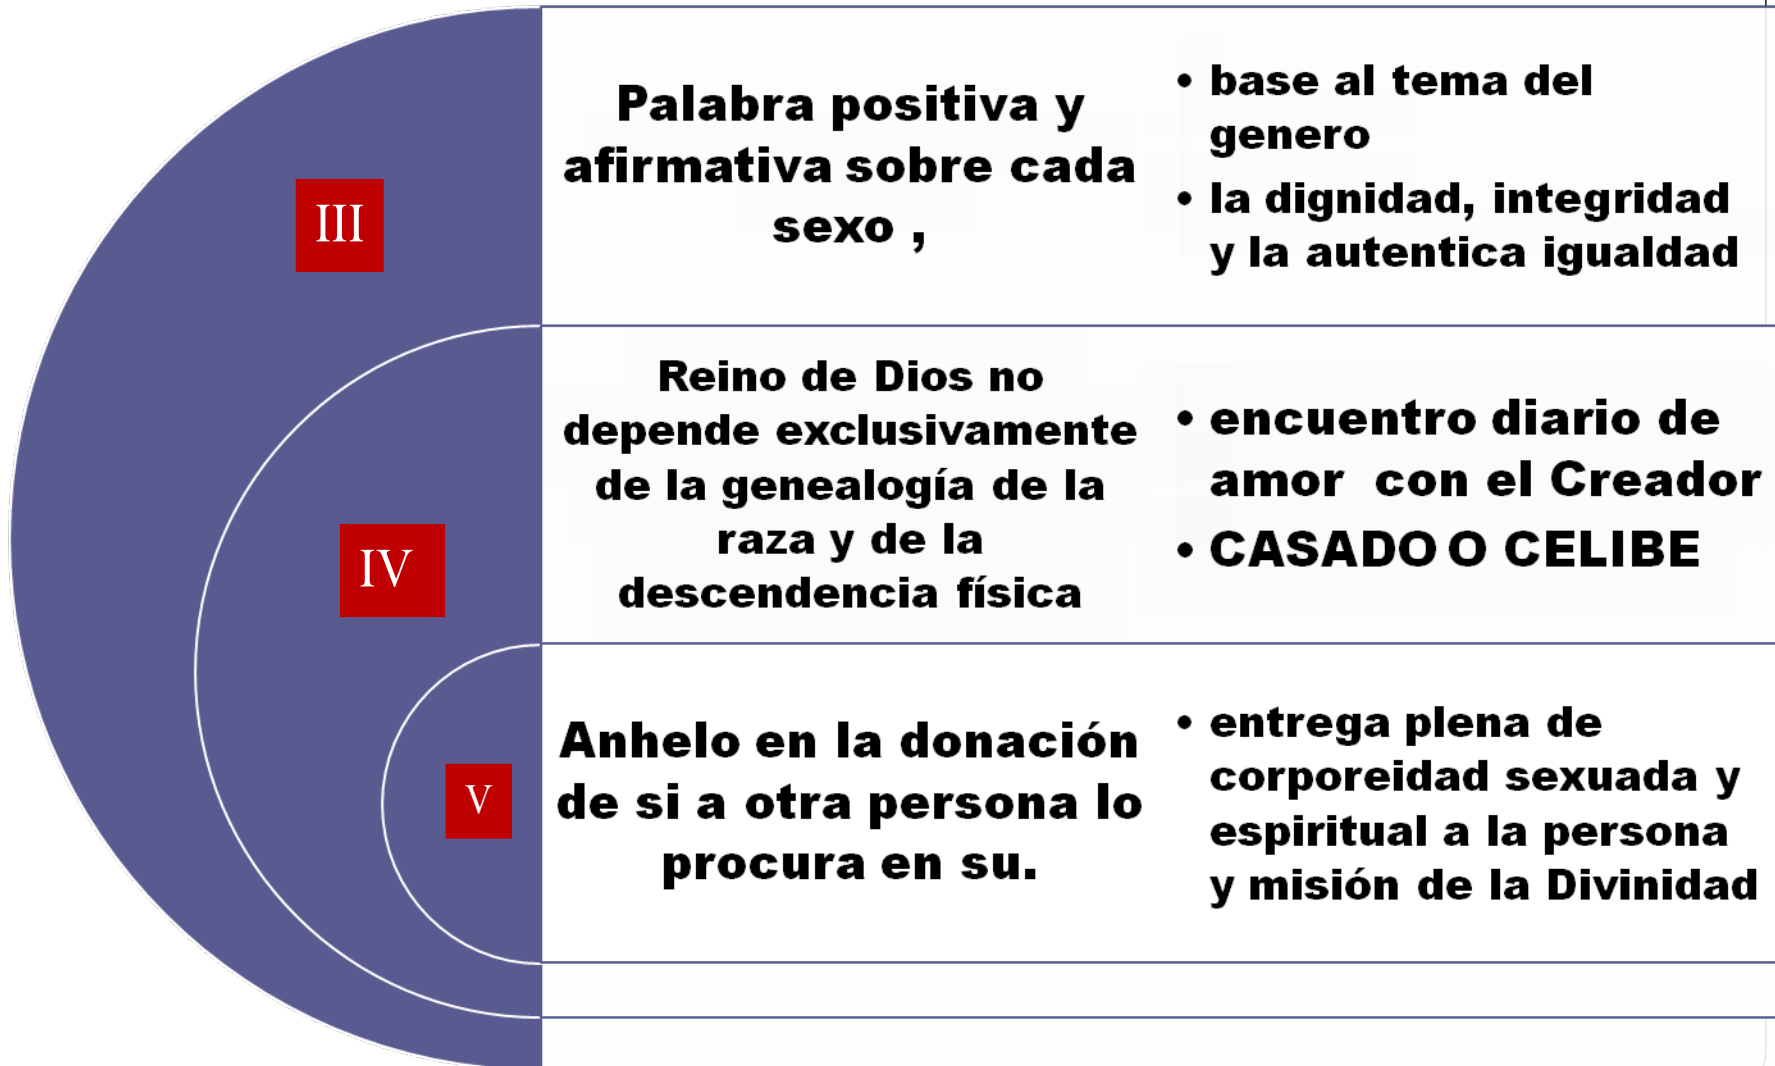 III
Palabra positiva y
afirmativa sobre cada
sexo ,
• base al tema del
genero
• la dignidad, integridad
y la autentica igualdad
IV
Reino de Dios no
depende exclusivamente
de la genealogía de la
raza y de la
descendencia física
• encuentro diario de
amor con el Creador
• CASADO O CELIBE
V
Anhelo en la donación
de si a otra persona lo
procura en su.
• entrega plena de
corporeidad sexuada y
espiritual a la persona
y misión de la Divinidad